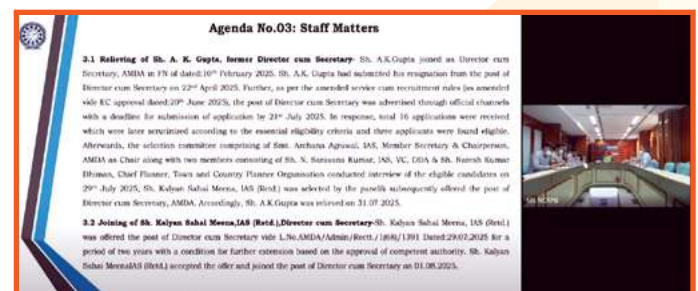 Agenda No.03: Staff Matters
3.1 Relieving of Sh. A. K. Gupta, former Director cum Secretary- Sh. A.K.Gupta joined as Director cum
Secretary, AMDA in FN of dated:10th February 2025. Sh. A.K. Gupta had submitted his resignation from the post of
Director cum Secretary on 22nd April 2025. Further, as per the amended service cum recruitment rules (as amended
vide EC approval dated:20th June 2025), the post of Director cum Secretary was advertised through official channels
with a deadline for submission of application by 21st July 2025. In response, total 16 applications were received
which were later scrutinized according to the essential eligibility criteria and three applicants were found eligible.
Afterwards, the selection committee comprising of Smt. Archana Agrawal, IAS, Member Secretary & Chairperson,
AMDA as Chair along with two members consisting of Sh. N. Saravana Kumar, IAS, VC, DDA & Sh. Naresh Kumar
Dhiman, Chief Planner, Town and Country Planner Organisation conducted interview of the eligible candidates on
29th July 2025, Sh. Kalyan Sahai Meena, IAS (Retd.) was selected by the panel& subsequently offered the post of
Director cum Secretary, AMDA. Accordingly, Sh. A.K.Gupta was relieved on 31.07.2025.
3.2 Joining of Sh. Kalyan Sahai Meena,IAS (Retd.),Director cum Secretary-Sh. Kalyan Sahai Meena, IAS (Retd.)
was offered the post of Director cum Secretary vide L.No.AMDA/Admin/Rectt./1(68)/1391 Dated:29.07.2025 for a
period of two years with a condition for further extension based on the approval of competent authority. Sh. Kalyan
Sahai MeenaIAS (Retd.) accepted the offer and joined the post of Director cum Secretary on 01.08.2025.